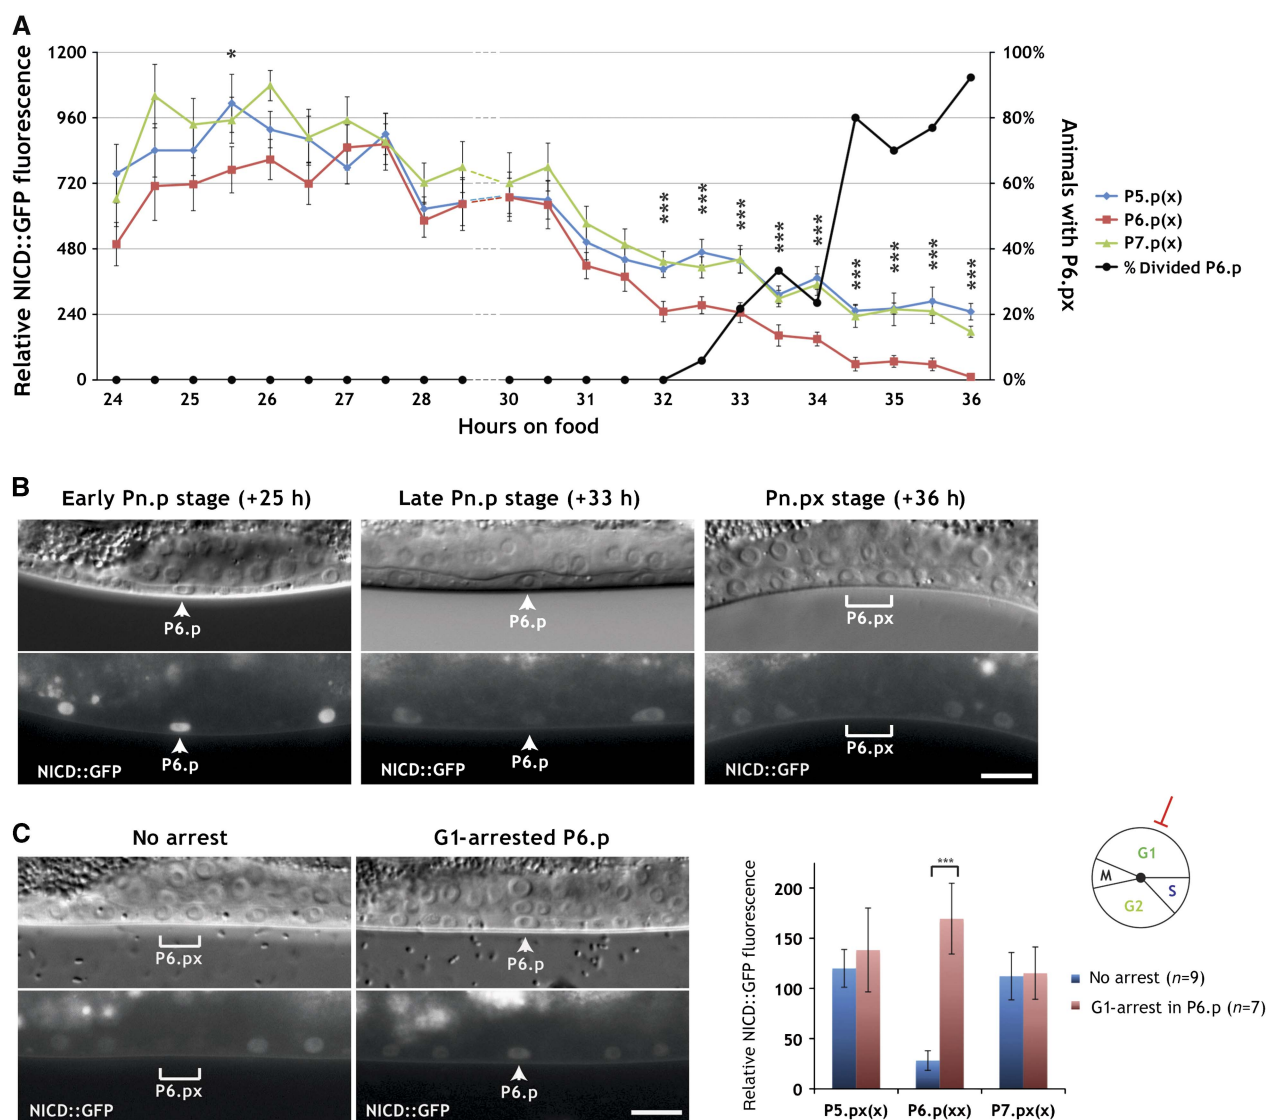 A
Relative NICD::GFP fluorescence
1200
960
720
480
240
0
*
***
***
***
***
***
***
***
***
***
100%
80%
60%
40%
20%
0%
Animals with P6.px
24
25
26
27
28
30
31
32
33
34
35
36
Hours on food
P5.p(x)
P6.p(x)
P7.p(x)
% Divided P6.p
B
Early Pn.p stage (+25 h)
Late Pn.p stage (+33 h)
Pn.px stage (+36 h)
P6.p
P6.p
P6.px
P6.p
P6.p
P6.px
NICD::GFP
NICD::GFP
NICD::GFP
C
No arrest
G1-arrested P6.p
P6.px
P6.p
P6.px
P6.p
NICD::GFP
NICD::GFP
Relative NICD::GFP fluorescence
200
150
100
50
0
***
P5.px(x)
P6.p(xx)
P7.px(x)
G1
M
S
G2
No arrest (n=9)
G1-arrest in P6.p (n=7)